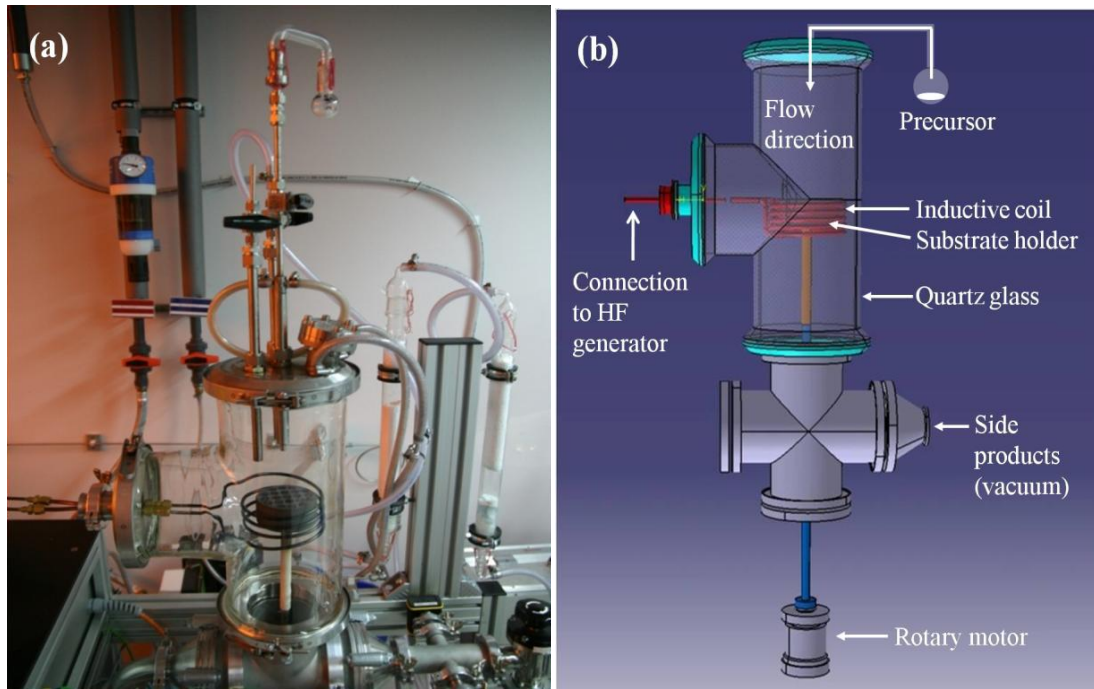 (a)
(b)
Flow
direction
Precursor
Inductive coil
Substrate holder
Connection
to HF
generator
Quartz glass
Side
products
(vacuum)
Rotary motor